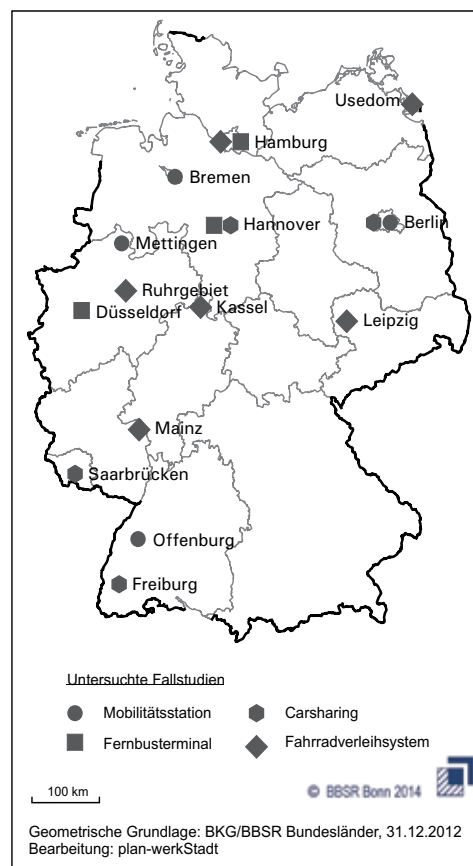 Usedom
Hamburg
Bremen
Hannover
Berlin
Mettingen
Ruhrgebiet
Düsseldorf
Kassel
Leipzig
Mainz
Saarbrücken
Offenburg
Freiburg
Untersuchte Fallstudien
Mobilitätsstation
Carsharing
Fernbusterminal
Fahrradverleihsystem
100 km
© BBSR Bonn 2014
Geometrische Grundlage: BKG/BBSR Bundesländer, 31.12.2012
Bearbeitung: plan-werkStadt